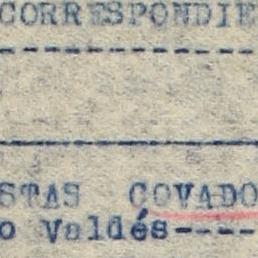 CORRESPONDIE
STAS COVADO
o Valdés----